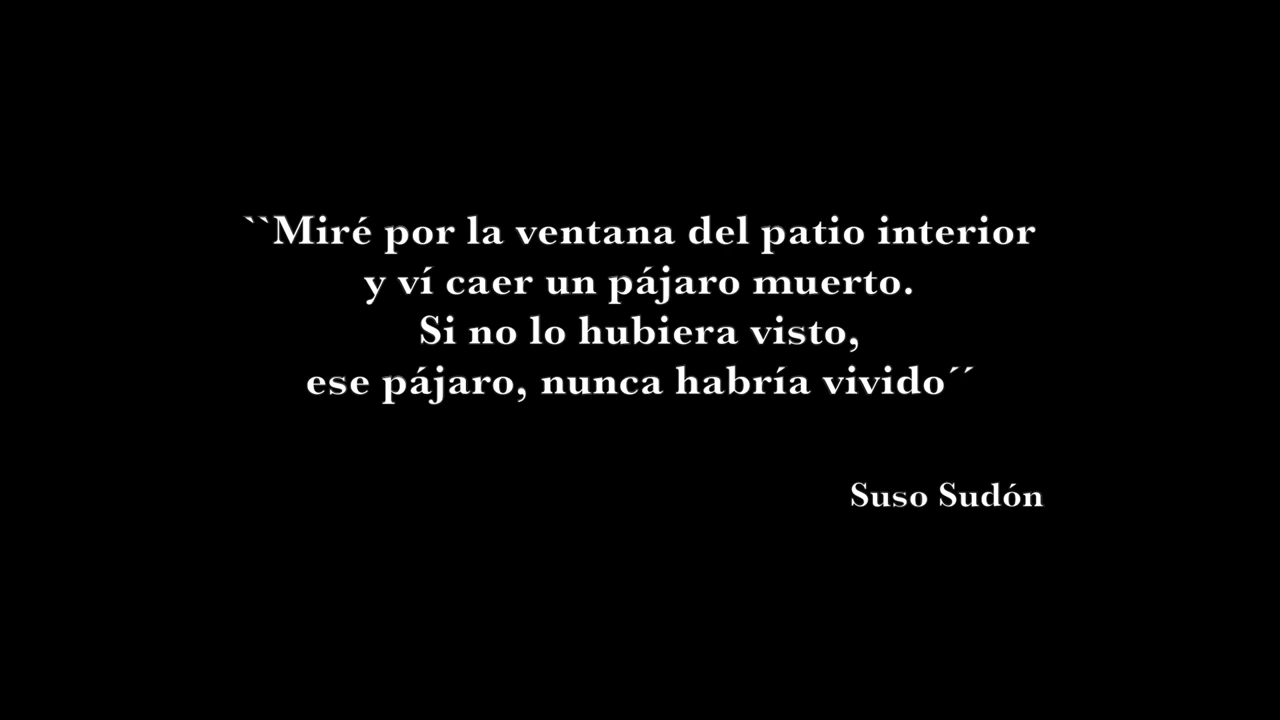 ``Miré por la ventana del patio interior
y ví caer un pájaro muerto.
Si no lo hubiera visto,
ese pájaro, nunca habría vivido´´
Suso Sudón